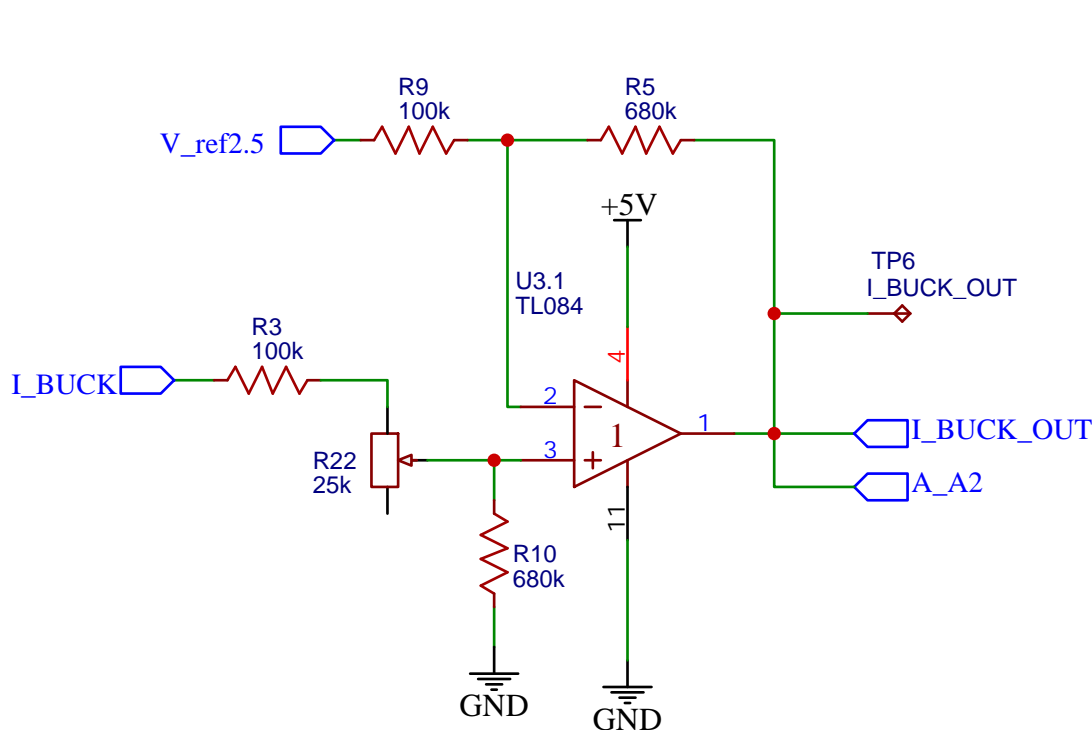 R9
100k
R5
680k
V_ref2.5
+5V
TP6
I_BUCK_OUT
U3.1
TL084
R3
100k
4
I_BUCK
2
−
1
1
I_BUCK_OUT
3
+
R22
25k
A_A2
11
R10
680k
GND
GND